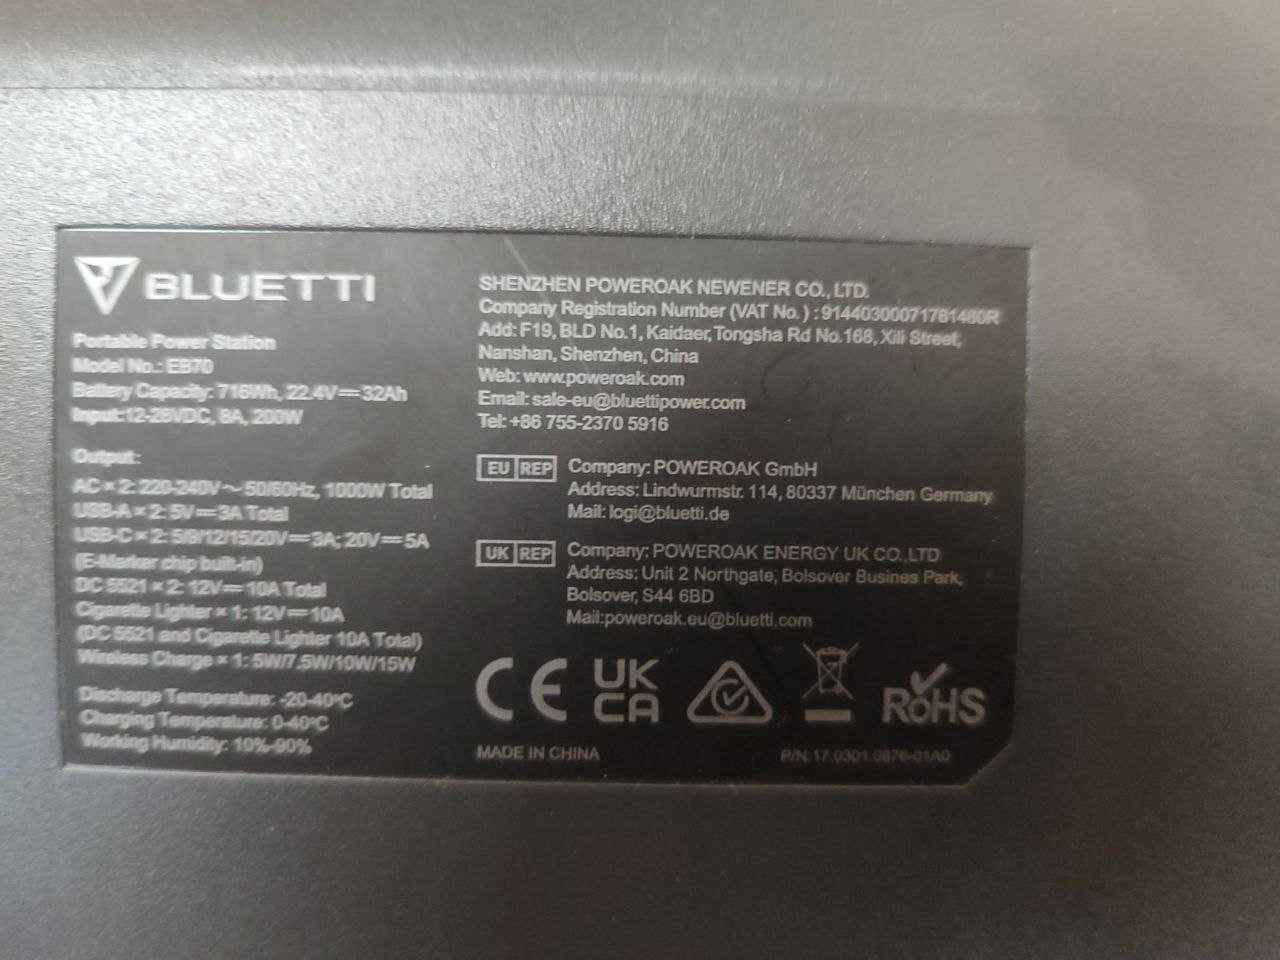 BLUETTI
Portable Power Station
Model No.: EB70
Battery Capacity: 716Wh, 22.4V⎓32Ah
Input:12-28VDC, 8A, 200W
Output:
AC × 2: 220-240V～ 50/60Hz, 1000W Total
USB-A × 2: 5V⎓3A Total
USB-C × 2: 5/9/12/15/20V⎓3A; 20V⎓5A
(E-Marker chip built-in)
DC 5521 × 2: 12V⎓10A Total
Cigarette Lighter × 1: 12V⎓10A
(DC 5521 and Cigarette Lighter 10A Total)
Wireless Charge × 1: 5W/7.5W/10W/15W
Discharge Temperature: -20-40°C
Charging Temperature: 0-40°C
Working Humidity: 10%-90%
SHENZHEN POWEROAK NEWENER CO., LTD.
Company Registration Number (VAT No. ) : 91440300071781480R
Add: F19, BLD No.1, Kaidaer, Tongsha Rd No.168, Xili Street,
Nanshan, Shenzhen, China
Web: www.poweroak.com
Email: sale-eu@bluettipower.com
Tel: +86 755-2370 5916
EU REP Company: POWEROAK GmbH
Address: Lindwurmstr. 114, 80337 München Germany
Mail: logi@bluetti.de
UK REP Company: POWEROAK ENERGY UK CO.,LTD
Address: Unit 2 Northgate, Bolsover Busines Park,
Bolsover, S44 6BD
Mail:poweroak.eu@bluetti.com
CE UK CA RoHS
MADE IN CHINA P/N: 17.0301.0876-01A0